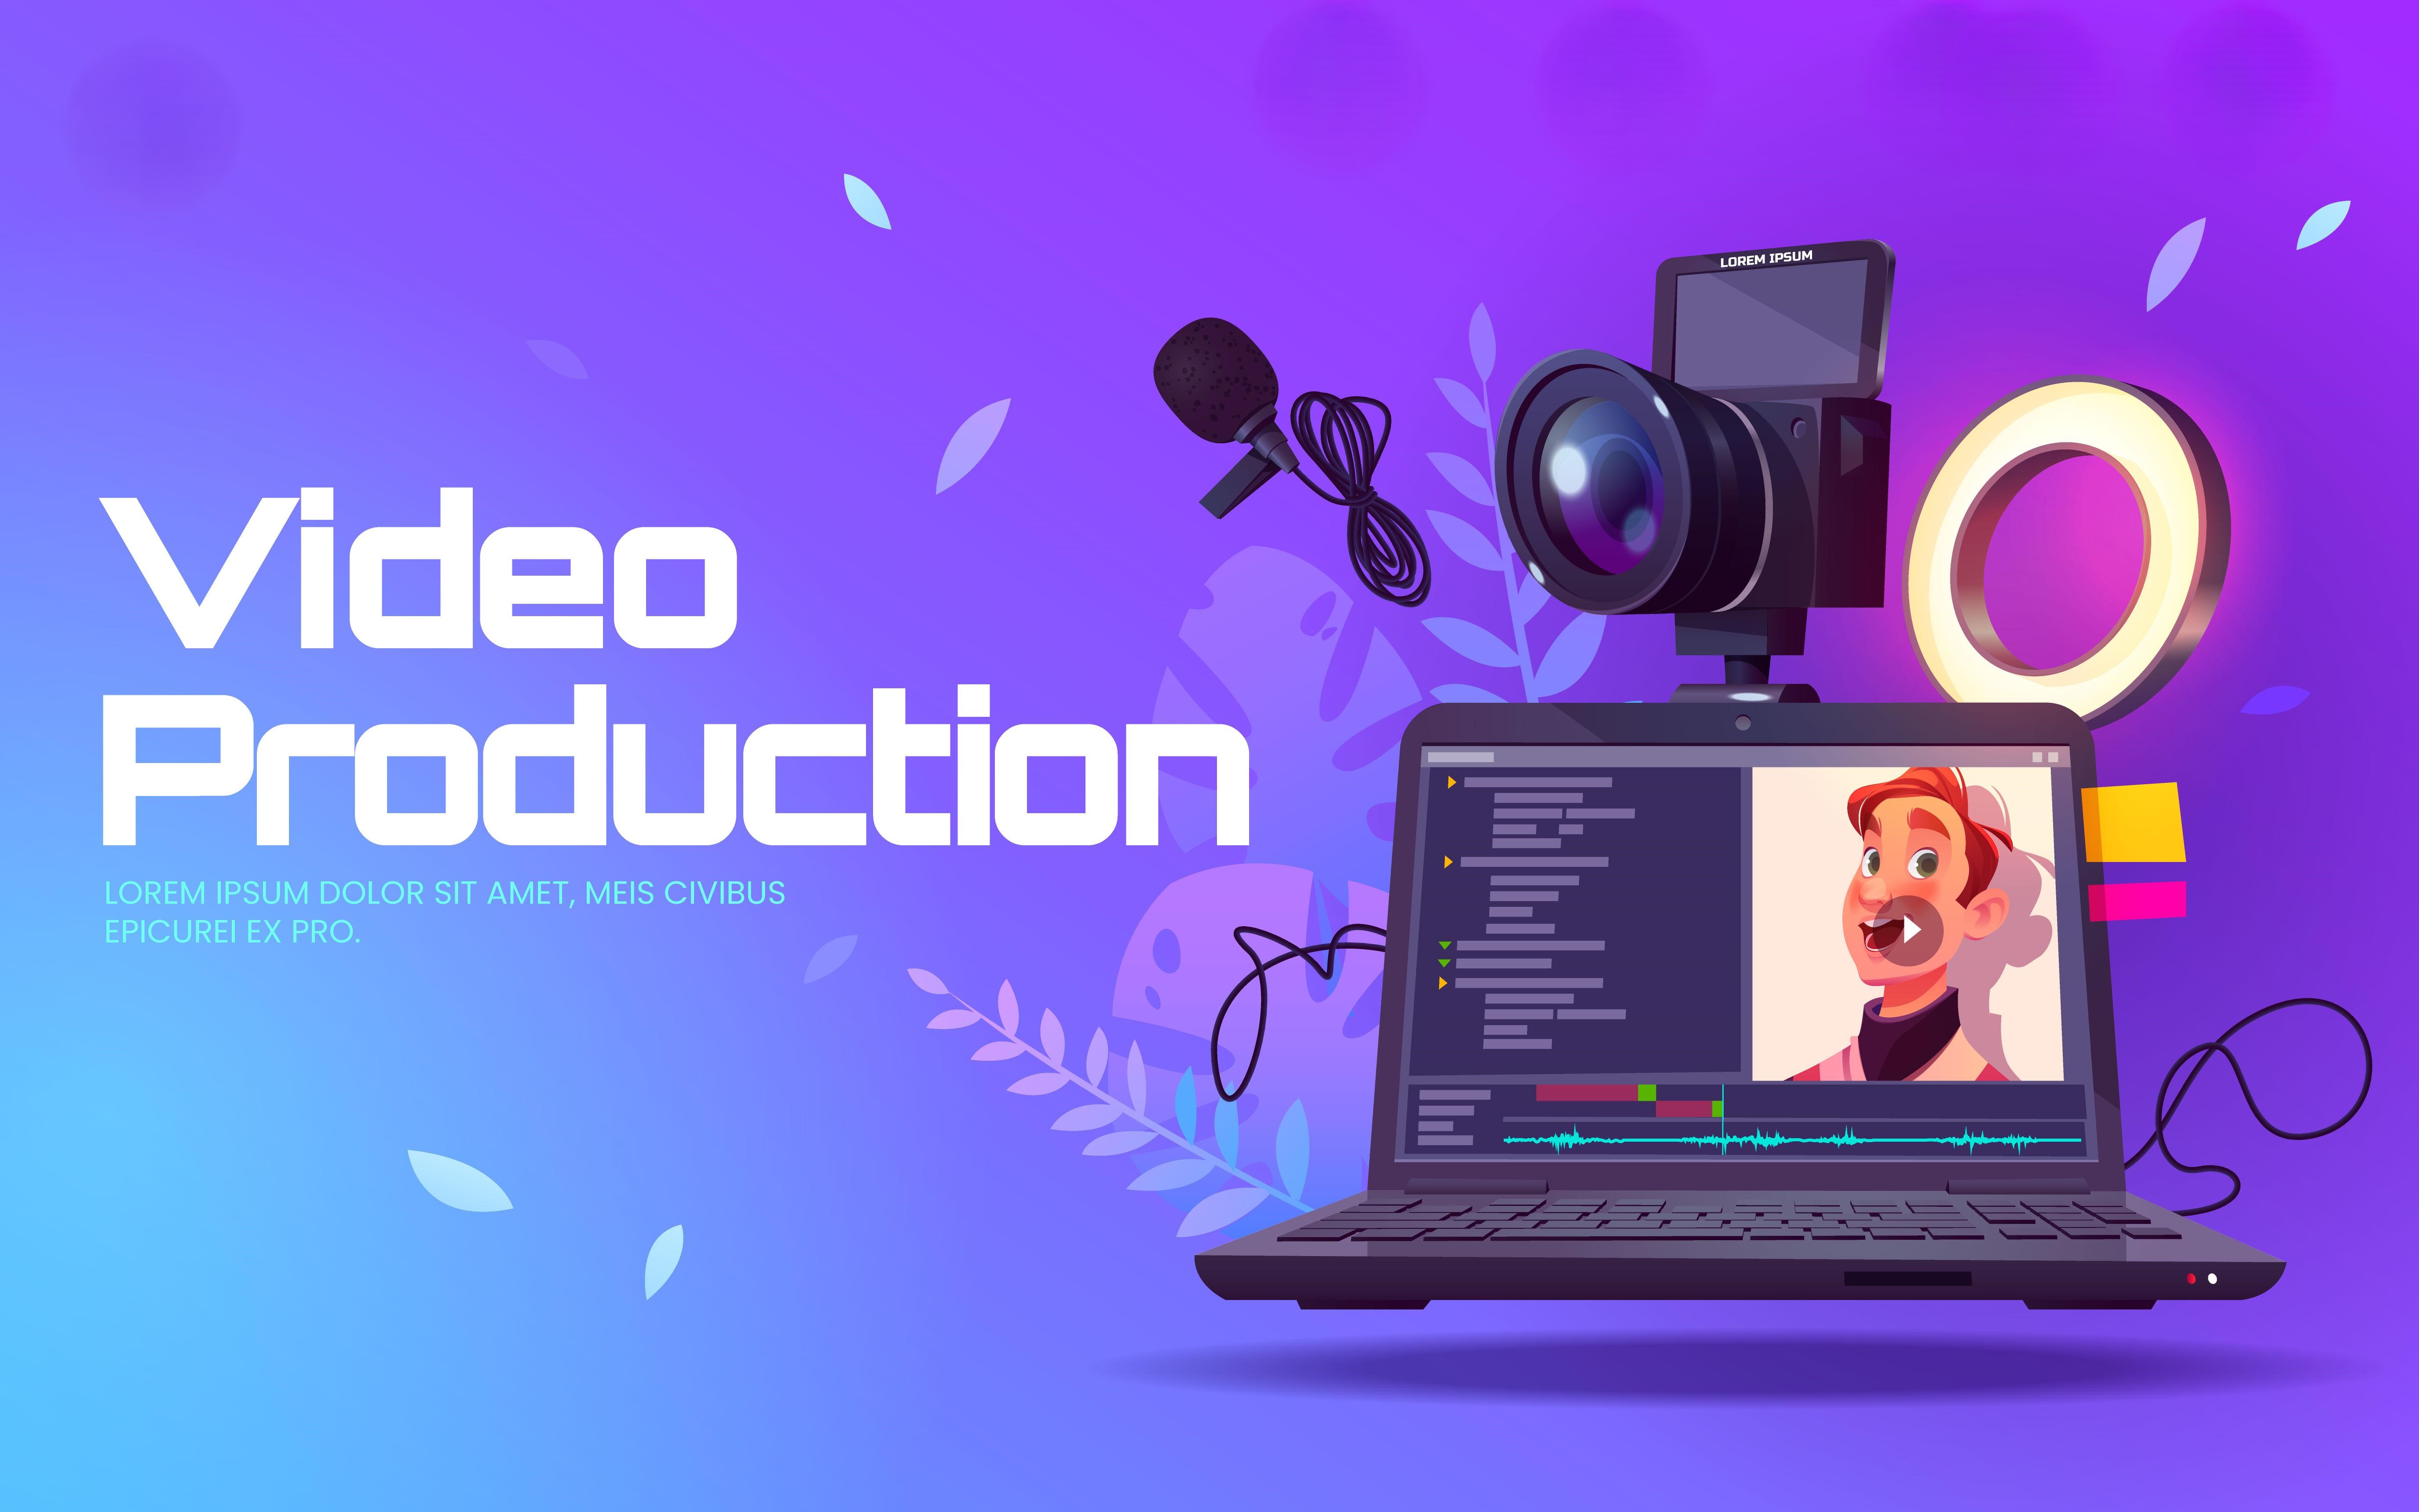 LOREM IPSUM
Video
Production
LOREM IPSUM DOLOR SIT AMET, MEIS CIVIBUS
EPICUREI EX PRO.